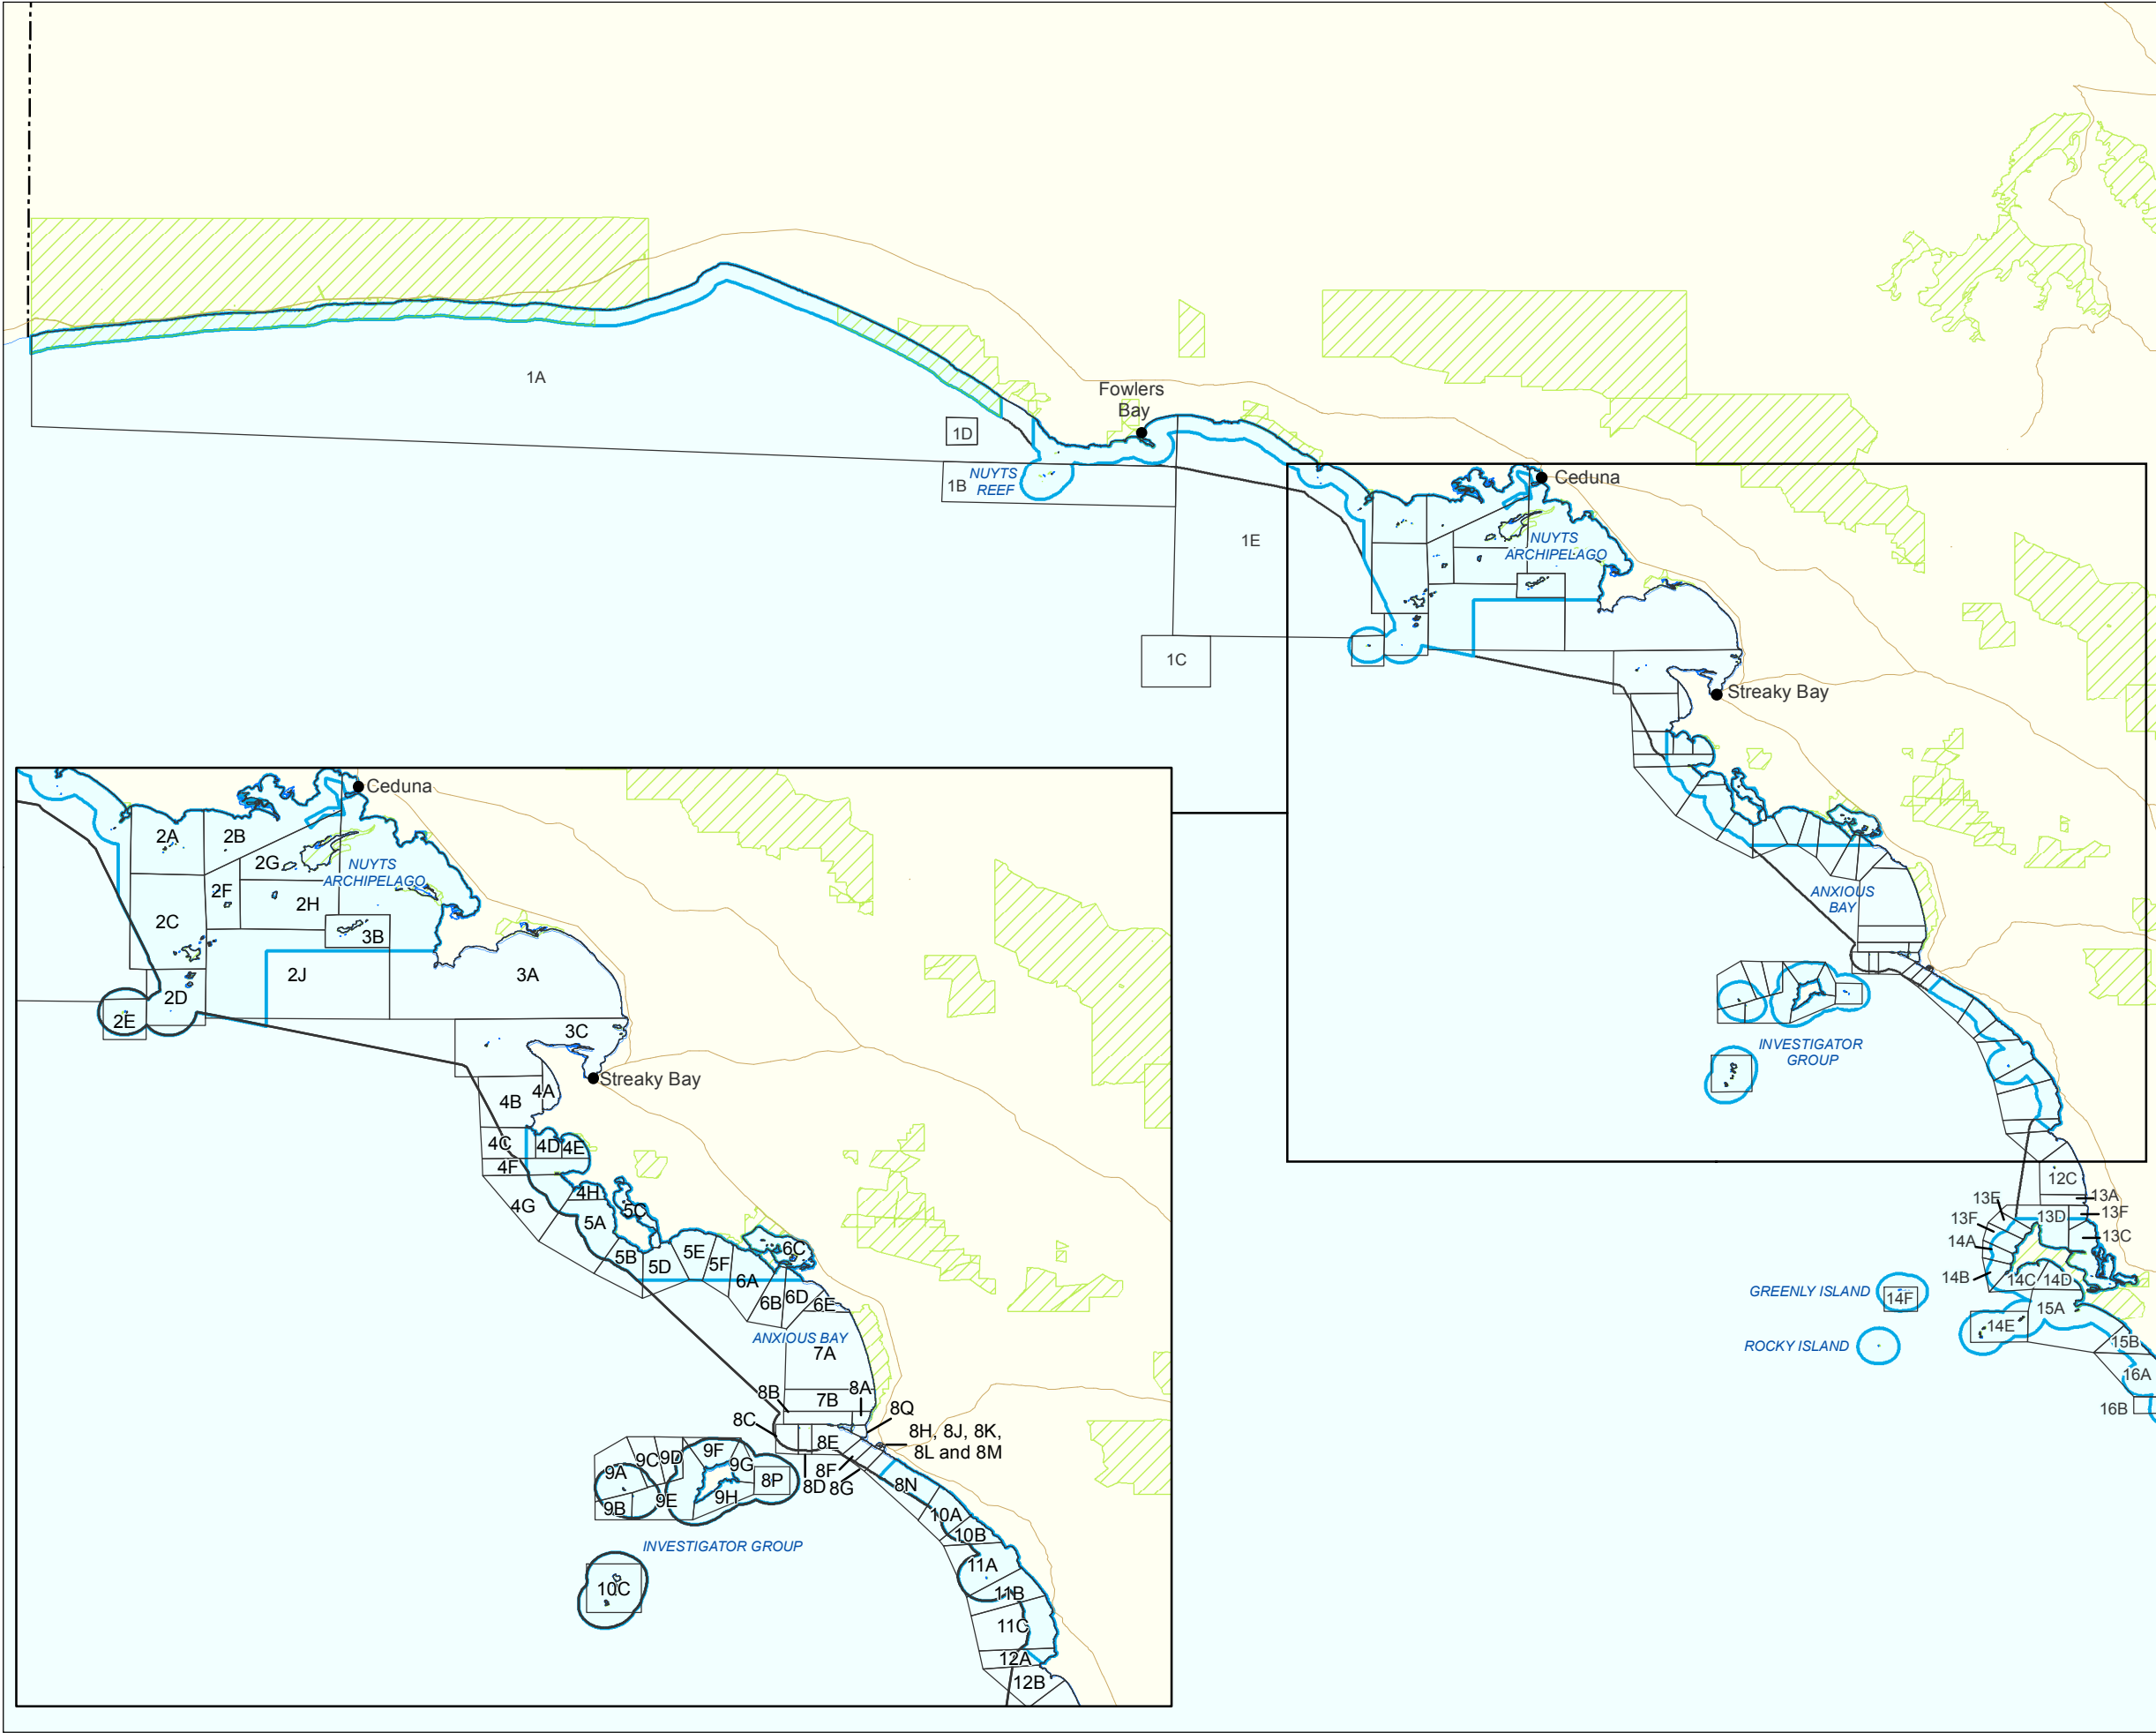 1A
Fowlers
Bay
1D
NUYTS
REEF
1B
Ceduna
1E
NUYTS
ARCHIPELAGO
1C
Streaky Bay
ANXIOUS
BAY
INVESTIGATOR
GROUP
12C
13A
13E
13F
13D
13F
14A
13C
14B
14C
14D
GREENLY ISLAND
14F
15A
14E
ROCKY ISLAND
15B
16A
16B
Ceduna
2A
2B
2G
NUYTS
ARCHIPELAGO
2F
2H
2C
3B
2J
3A
2D
2E
3C
Streaky Bay
4A
4B
4C
4D
4E
4F
4H
4G
5C
5A
5B
5D
5E
5F
6C
6A
6B
6D
6E
ANXIOUS BAY
7A
8B
7B
8A
8C
8Q
8E
8H, 8J, 8K,
8L and 8M
8F
8D
8G
8N
9A
9C
9D
9F
9G
8P
9B
9E
9H
10A
10B
INVESTIGATOR GROUP
11A
10C
11B
11C
12A
12B